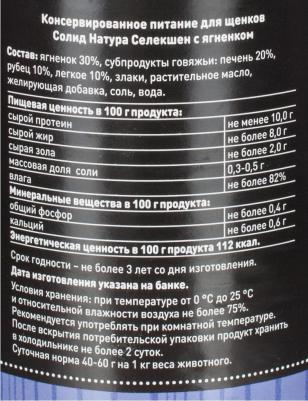 Консервированное питание для щенков
Солид Натура Селекшен с ягненком
Состав: ягненок 30%, субпродукты говяжьи: печень 20%,
рубец 10%, легкое 10%, злаки, растительное масло,
желирующая добавка, соль, вода.
Пищевая ценность в 100 г продукта:
сырой протеин не менее 10,0 г
сырой жир не более 8,0 г
сырая зола не более 2,0 г
массовая доля соли 0,3-0,5 г
влага не более 82%
Минеральные вещества в 100 г продукта:
общий фосфор не более 0,4 г
кальций не более 0,6 г
Энергетическая ценность в 100 г продукта 112 ккал.
Срок годности – не более 3 лет со дня изготовления.
Дата изготовления указана на банке.
Условия хранения: при температуре от 0 °С до 25 °С
и относительной влажности воздуха не более 75%.
Рекомендуется употреблять при комнатной температуре.
После вскрытия потребительской упаковки продукт хранить
в холодильнике не более 2 суток.
Суточная норма 40-60 г на 1 кг веса животного.